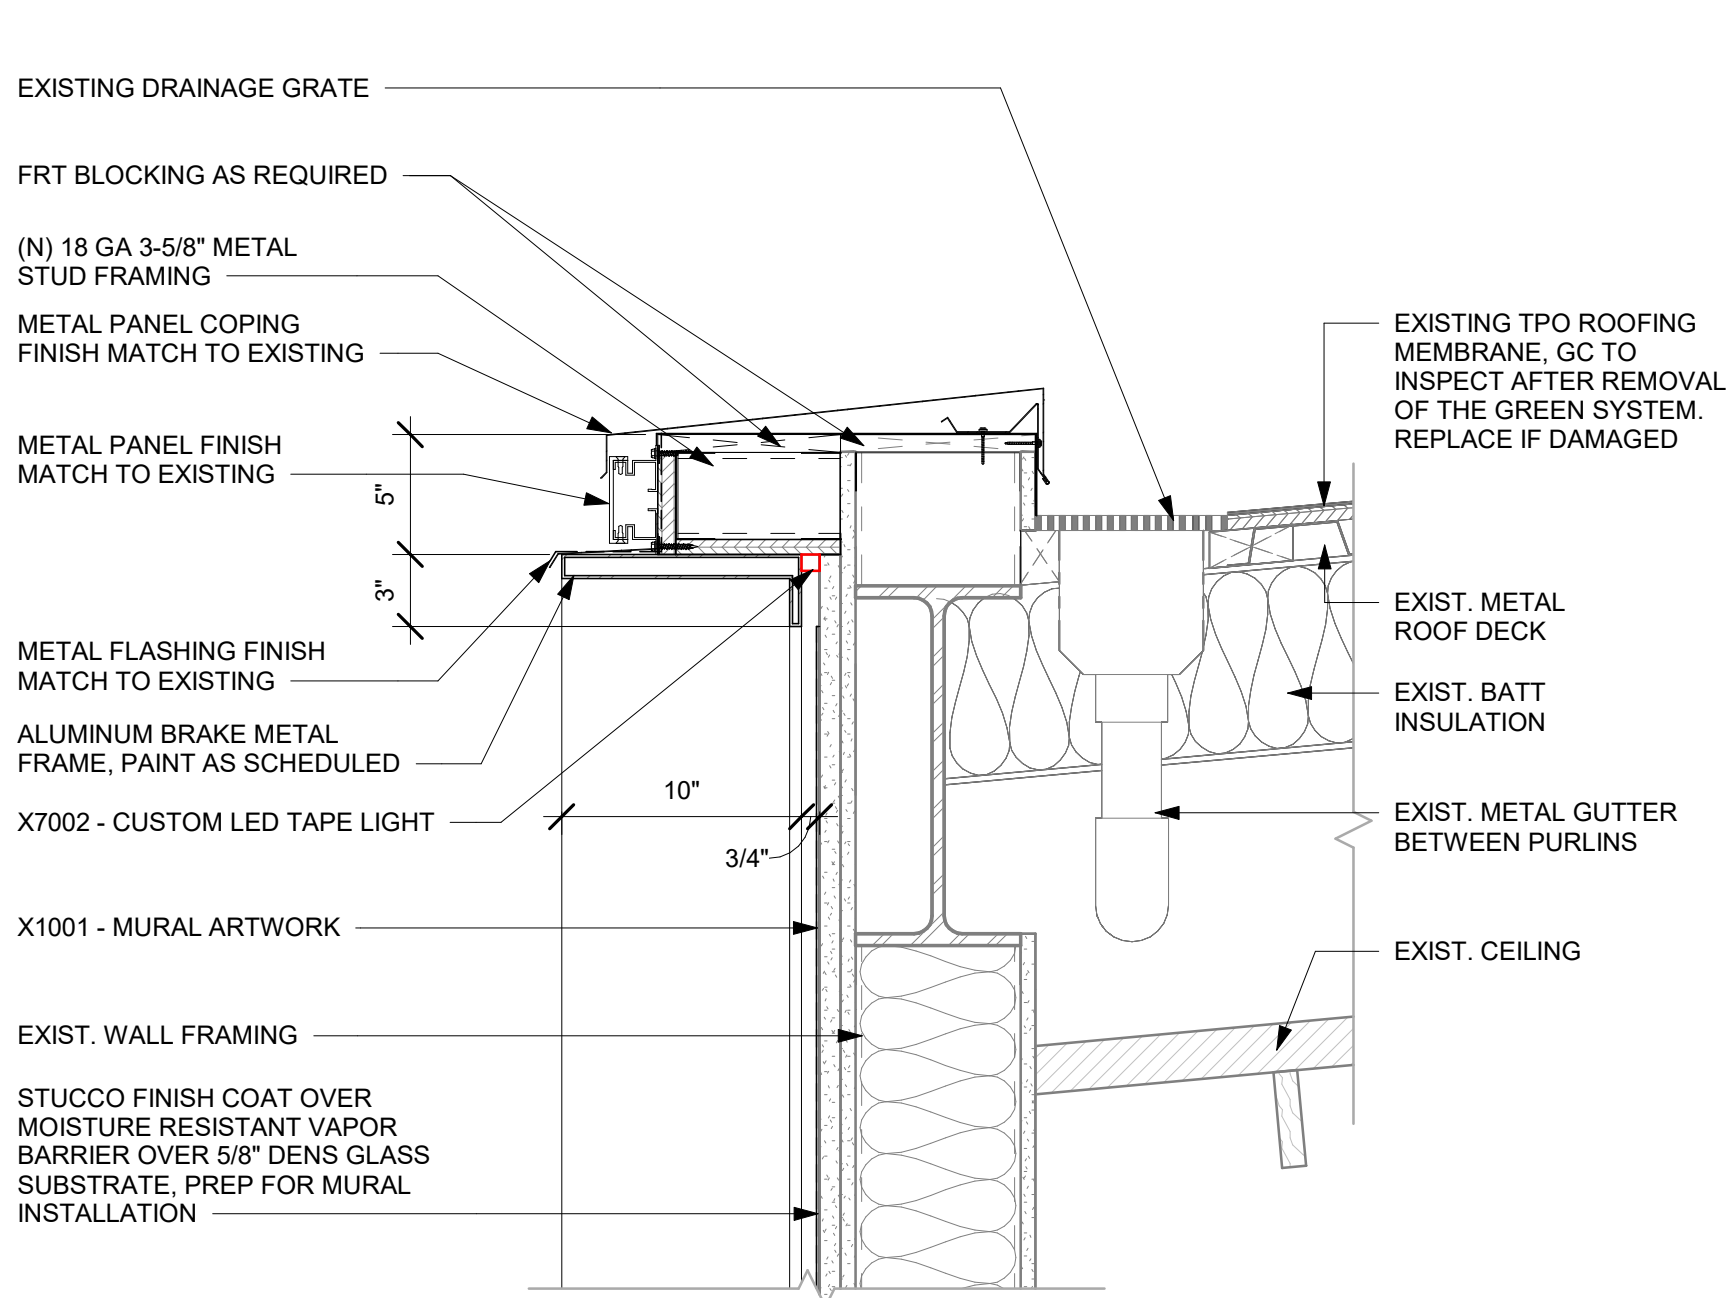 EXISTING DRAINAGE GRATE
FRT BLOCKING AS REQUIRED
(N) 18 GA 3-5/8" METAL
STUD FRAMING
METAL PANEL COPING
FINISH MATCH TO EXISTING
METAL PANEL FINISH
MATCH TO EXISTING
5"
3"
METAL FLASHING FINISH
MATCH TO EXISTING
ALUMINUM BRAKE METAL
FRAME, PAINT AS SCHEDULED
10"
X7002 - CUSTOM LED TAPE LIGHT
3/4"
X1001 - MURAL ARTWORK
EXIST. WALL FRAMING
STUCCO FINISH COAT OVER
MOISTURE RESISTANT VAPOR
BARRIER OVER 5/8" DENS GLASS
SUBSTRATE, PREP FOR MURAL
INSTALLATION
EXISTING TPO ROOFING
MEMBRANE, GC TO
INSPECT AFTER REMOVAL
OF THE GREEN SYSTEM.
REPLACE IF DAMAGED
EXIST. METAL
ROOF DECK
EXIST. BATT
INSULATION
EXIST. METAL GUTTER
BETWEEN PURLINS
EXIST. CEILING